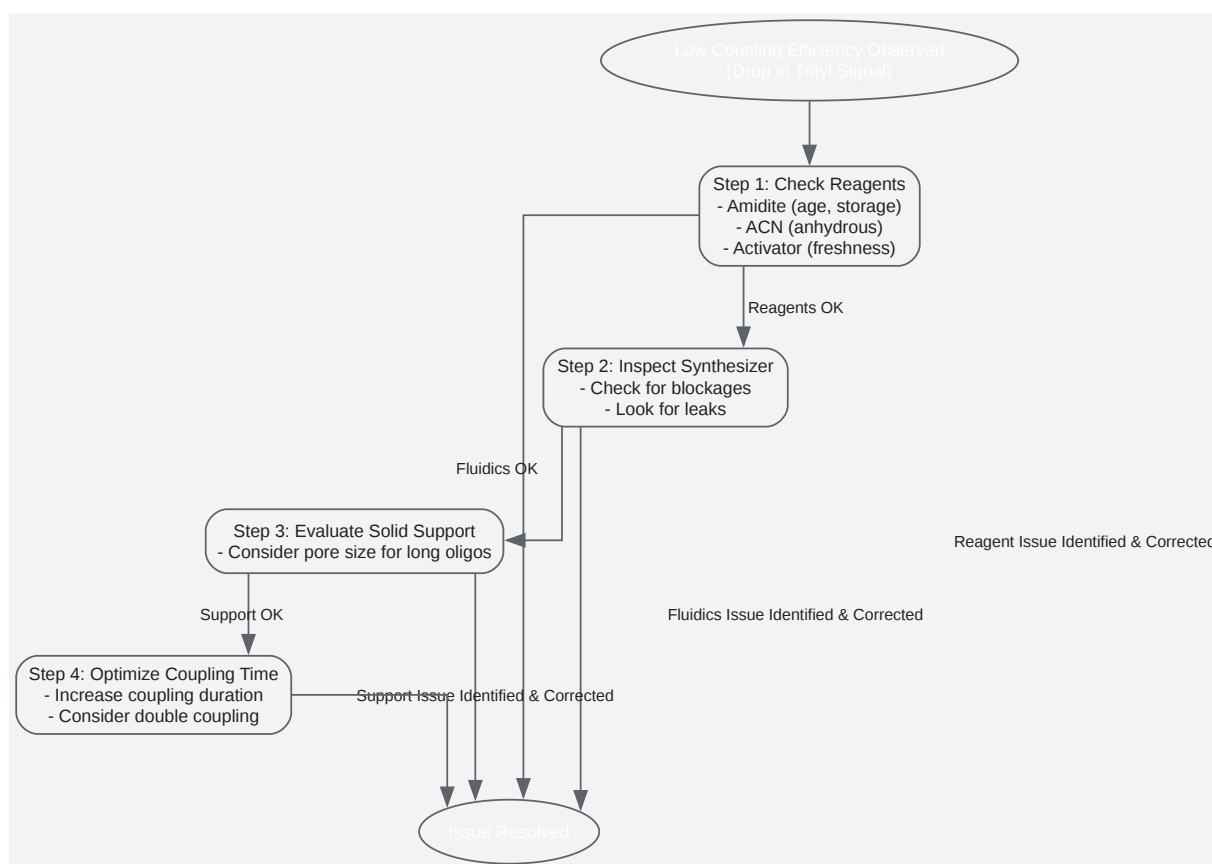 Low Coupling Efficiency Observed
(Drop in Trityl Signal)
Step 1: Check Reagents
- Amidite (age, storage)
- ACN (anhydrous)
- Activator (freshness)
Reagents OK
Step 2: Inspect Synthesizer
- Check for blockages
- Look for leaks
Fluidics OK
Step 3: Evaluate Solid Support
- Consider pore size for long oligos
Reagent Issue Identified & Corrected
Support OK
Fluidics Issue Identified & Corrected
Step 4: Optimize Coupling Time
- Increase coupling duration
- Consider double coupling
Support Issue Identified & Corrected
Issue Resolved